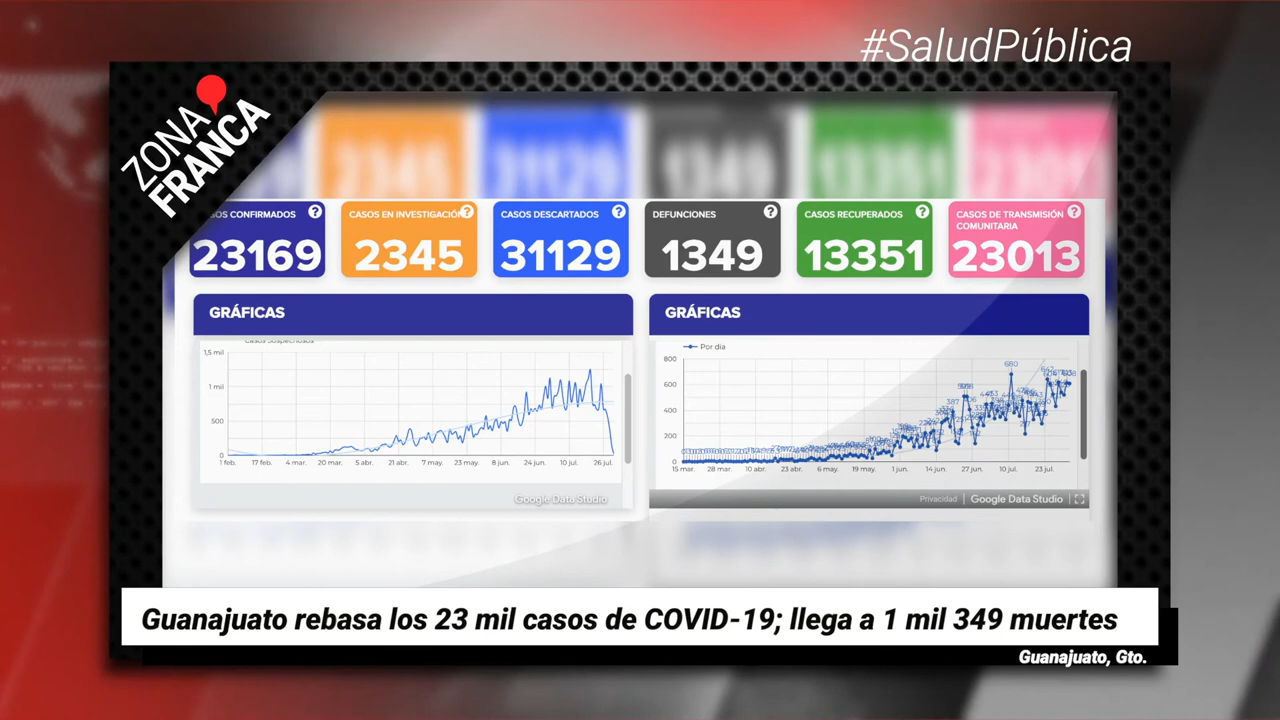 #SaludPública
ZONA
FRANCA
OS CONFIRMADOS ?
23169
CASOS EN INVESTIGACIÓN ?
2345
CASOS DESCARTADOS ?
31129
DEFUNCIONES ?
1349
CASOS RECUPERADOS ?
13351
CASOS DE TRANSMISIÓN ?
COMUNITARIA
23013
GRÁFICAS
Casos Sospechosos
1,5 mil
1 mil
500
0
1 feb. 17 feb. 4 mar. 20 mar. 5 abr. 21 abr. 7 may. 23 may. 8 jun. 24 jun. 10 jul. 26 jul.
Google Data Studio
GRÁFICAS
Por día
800
600
400
200
0
680
387
15 mar. 28 mar. 10 abr. 23 abr. 6 may. 19 may. 1 jun. 14 jun. 27 jun. 10 jul. 23 jul.
Privacidad | Google Data Studio
Guanajuato rebasa los 23 mil casos de COVID-19; llega a 1 mil 349 muertes
Guanajuato, Gto.